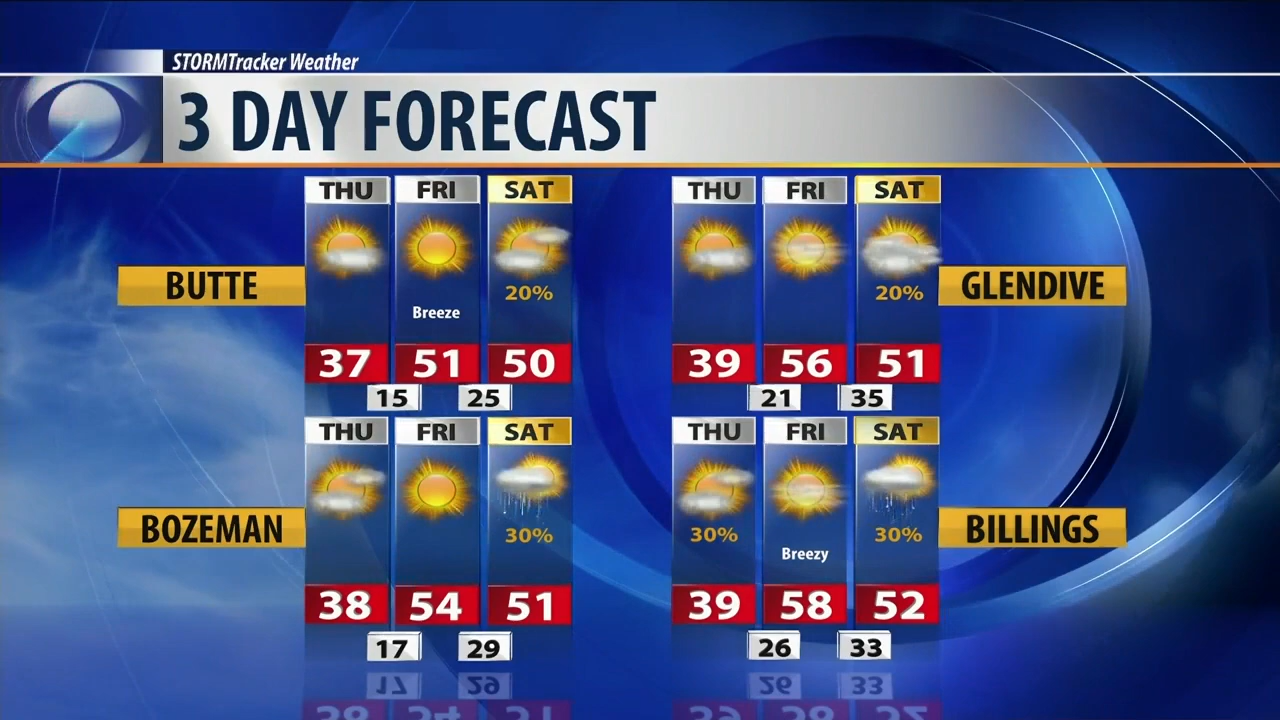 STORMTracker Weather
3 DAY FORECAST
BUTTE
THU FRI SAT
20%
Breeze
37 51 50
15 25
THU FRI SAT
20%
39 56 51
21 35
GLENDIVE
BOZEMAN
THU FRI SAT
30%
38 54 51
17 29
THU FRI SAT
30% 30%
Breezy
39 58 52
26 33
BILLINGS